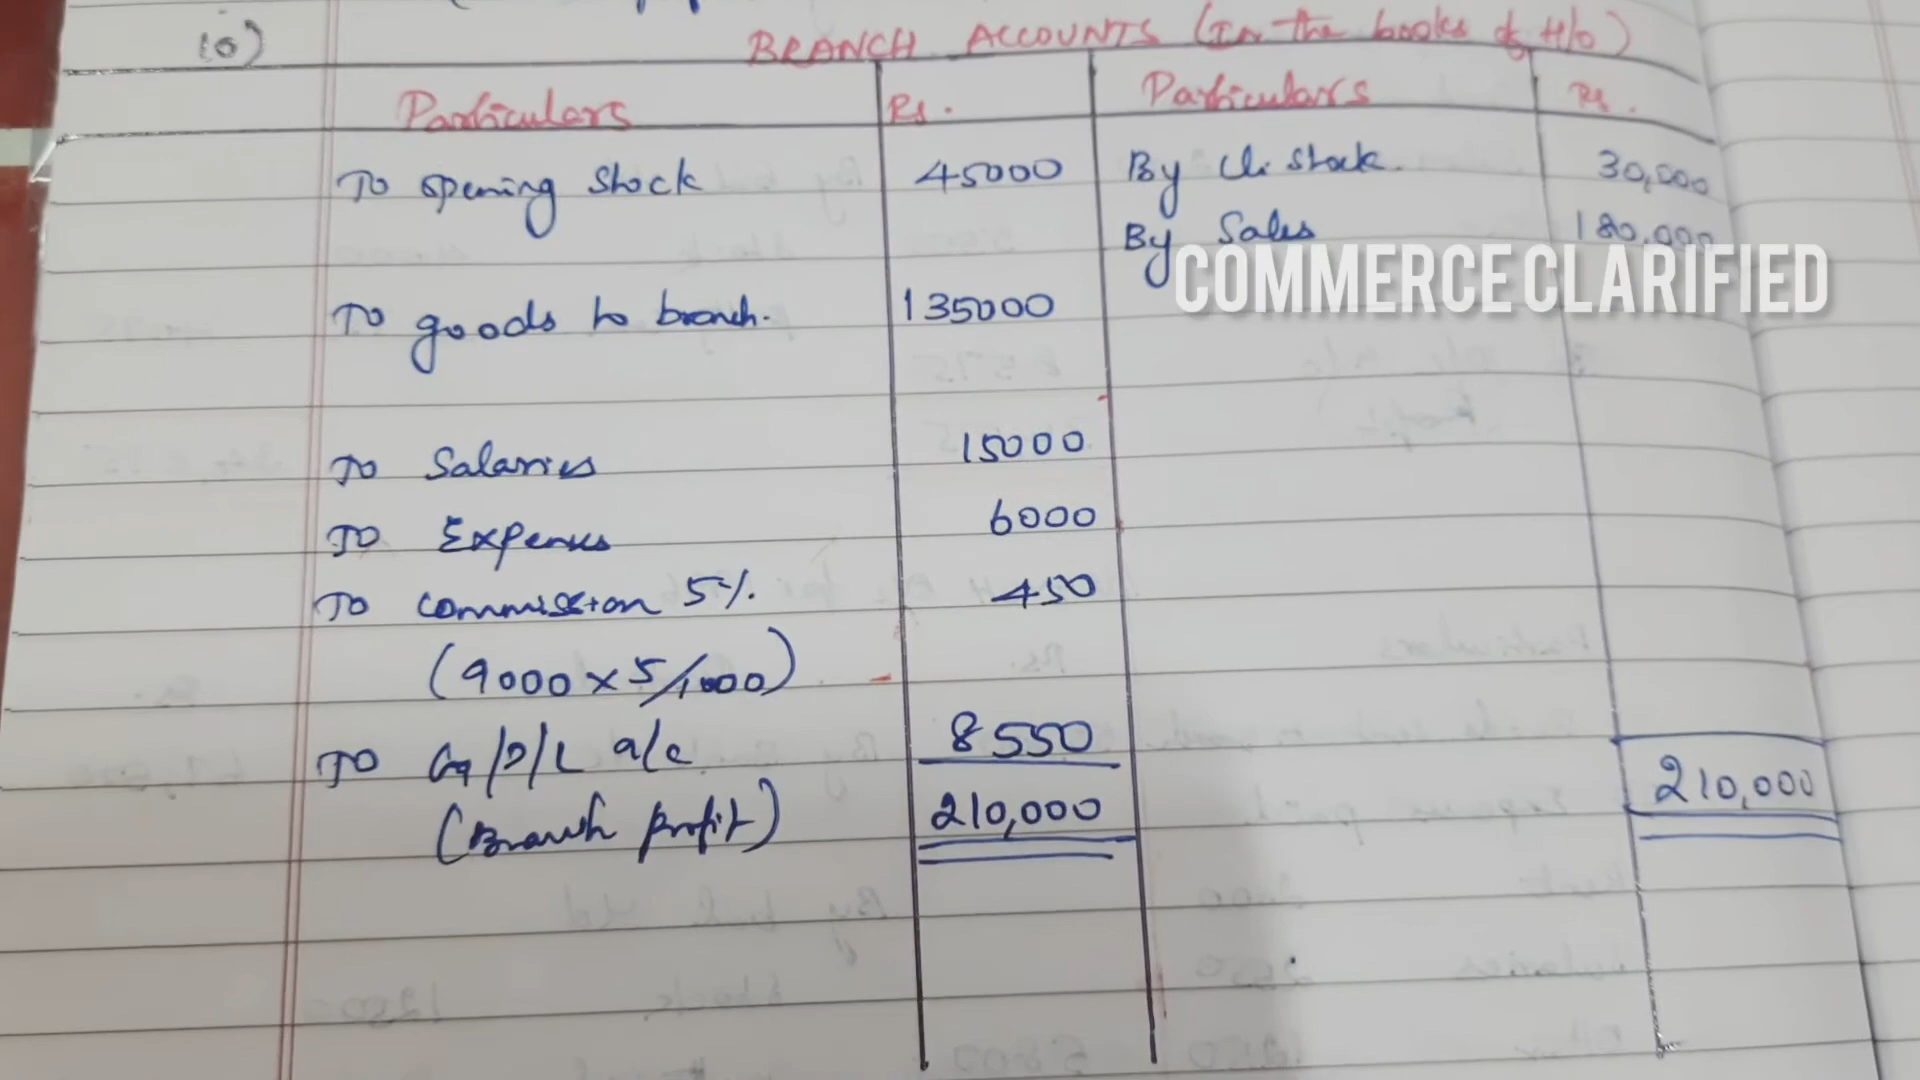 10)
BRANCH ACCOUNTS (In the books of H/o)
Particulars Rs. Particulars Rs.
To opening stock 45000 By cli stock. 30,000
By Sales 180,000
COMMERCE CLARIFIED
To goods to branch. 135000
To Salaries 15000
To Expenses 6000
To commission 5%. 450
(9000 x 5/1000)
To G/P/L a/c 8550
(Branch profit) 210,000 210,000